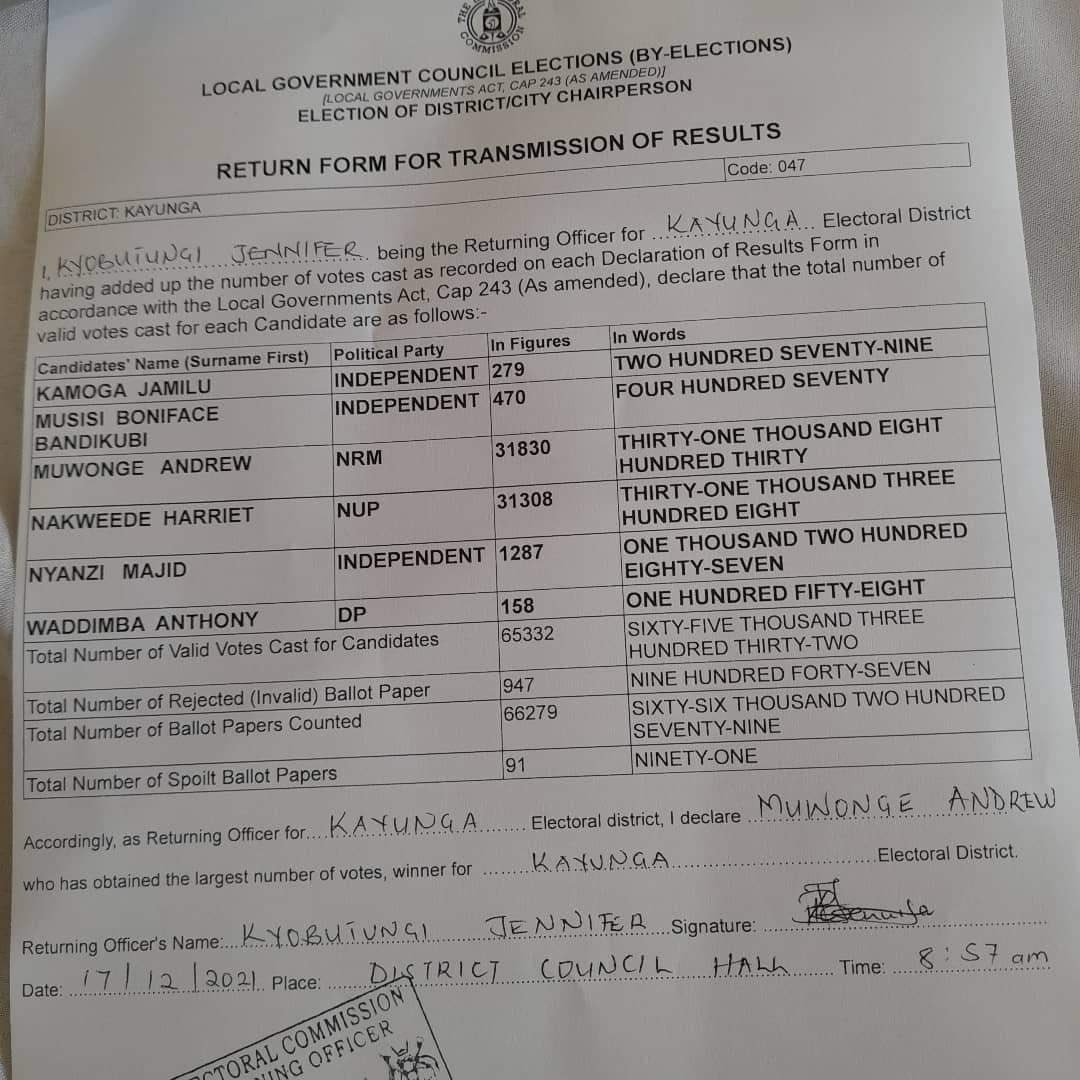 COMMISSION
LOCAL GOVERNMENT COUNCIL ELECTIONS (BY-ELECTIONS)
[LOCAL GOVERNMENTS ACT, CAP 243 (AS AMENDED)]
ELECTION OF DISTRICT/CITY CHAIRPERSON
RETURN FORM FOR TRANSMISSION OF RESULTS
DISTRICT: KAYUNGA Code: 047
I, KYOBUTUNGI JENNIFER being the Returning Officer for KAYUNGA Electoral District
having added up the number of votes cast as recorded on each Declaration of Results Form in
accordance with the Local Governments Act, Cap 243 (As amended), declare that the total number of
valid votes cast for each Candidate are as follows:-
Candidates' Name (Surname First) Political Party In Figures In Words
KAMOGA JAMILU INDEPENDENT 279 TWO HUNDRED SEVENTY-NINE
MUSISI BONIFACE INDEPENDENT 470 FOUR HUNDRED SEVENTY
BANDIKUBI
MUWONGE ANDREW NRM 31830 THIRTY-ONE THOUSAND EIGHT
HUNDRED THIRTY
NAKWEEDE HARRIET NUP 31308 THIRTY-ONE THOUSAND THREE
HUNDRED EIGHT
NYANZI MAJID INDEPENDENT 1287 ONE THOUSAND TWO HUNDRED
EIGHTY-SEVEN
WADDIMBA ANTHONY DP 158 ONE HUNDRED FIFTY-EIGHT
Total Number of Valid Votes Cast for Candidates 65332 SIXTY-FIVE THOUSAND THREE
HUNDRED THIRTY-TWO
Total Number of Rejected (Invalid) Ballot Paper 947 NINE HUNDRED FORTY-SEVEN
Total Number of Ballot Papers Counted 66279 SIXTY-SIX THOUSAND TWO HUNDRED
SEVENTY-NINE
Total Number of Spoilt Ballot Papers 91 NINETY-ONE
Accordingly, as Returning Officer for KAYUNGA Electoral district, I declare MUWONGE ANDREW
who has obtained the largest number of votes, winner for KAYUNGA Electoral District.
Returning Officer's Name: KYOBUTUNGI JENNIFER Signature:
Date: 17/12/2021 Place: DISTRICT COUNCIL HALL Time: 8:57 am
CTORAL COMMISSION
NING OFFICER